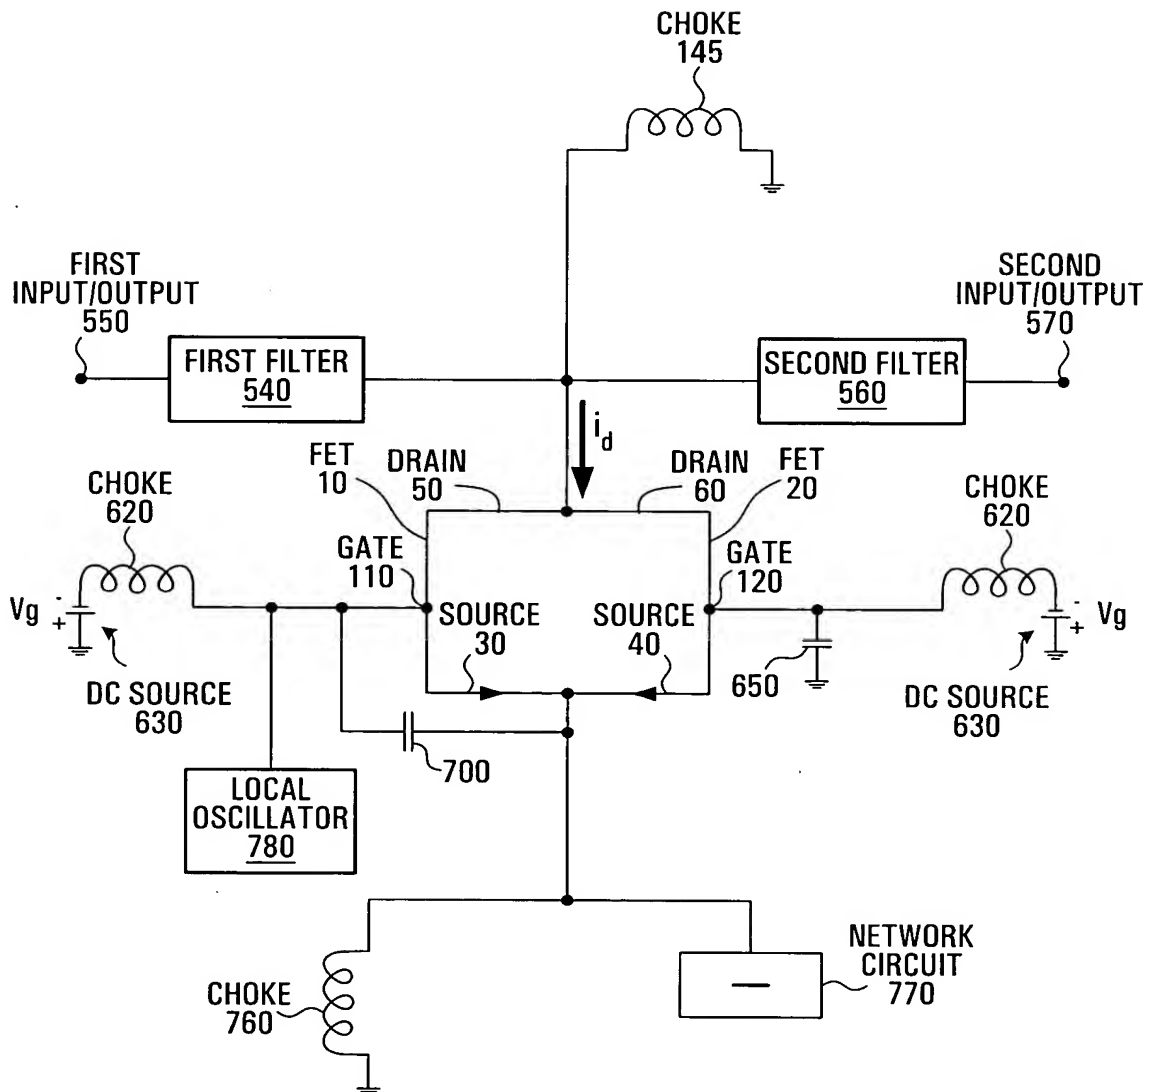 CHOKE
145
FIRST
INPUT/OUTPUT
550
SECOND
INPUT/OUTPUT
570
FIRST FILTER
540
SECOND FILTER
560
id
FET
10
DRAIN
50
DRAIN
60
FET
20
CHOKE
620
CHOKE
620
GATE
110
GATE
120
Vg
-
+
SOURCE
30
SOURCE
40
-
+
Vg
DC SOURCE
630
650
DC SOURCE
630
700
LOCAL
OSCILLATOR
780
CHOKE
760
NETWORK
CIRCUIT
770